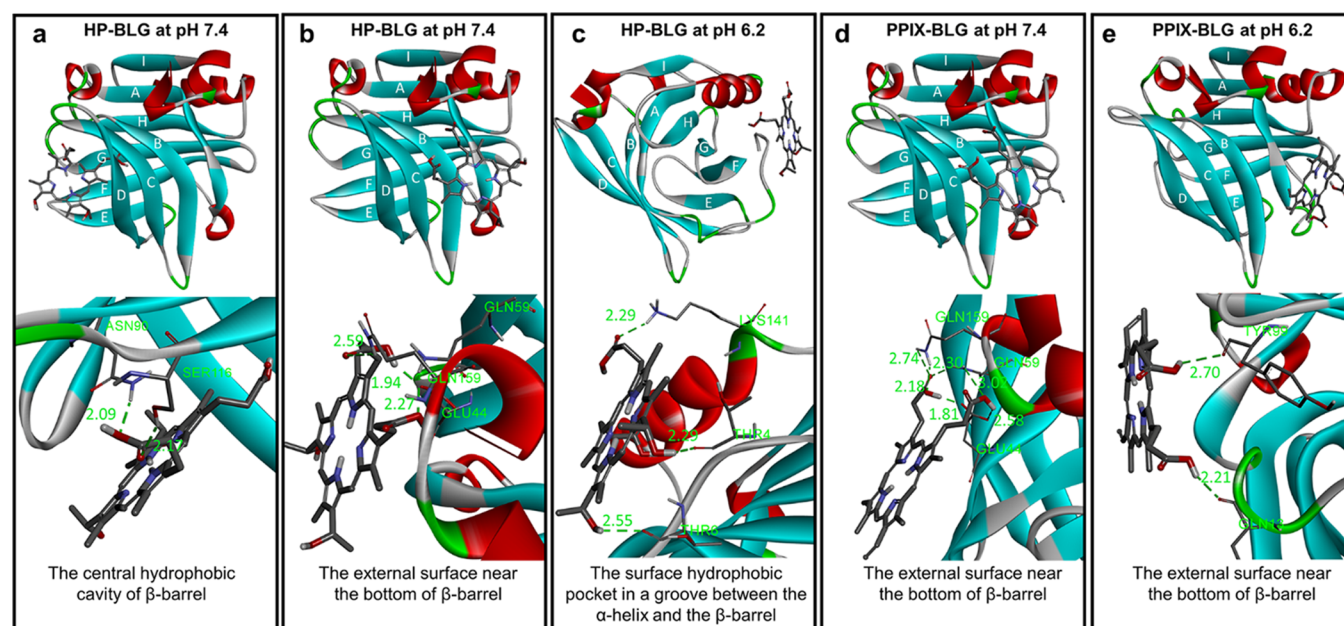 a HP-BLG at pH 7.4
I
A
H
B
G
C
F
D
E
ASN90
SER116
2.09
The central hydrophobic
cavity of β-barrel
b HP-BLG at pH 7.4
I
A
H
B
G
C
F
D
E
GLN59
2.59
1.94
GLN159
2.27
GLU44
The external surface near
the bottom of β-barrel
c HP-BLG at pH 6.2
I
A
H
B
G
C
F
D
E
2.29
LYS141
2.29
THR4
2.55
THR6
The surface hydrophobic
pocket in a groove between the
α-helix and the β-barrel
d PPIX-BLG at pH 7.4
I
A
H
B
G
C
F
D
E
GLN159
2.74
2.30
2.18
1.81
2.58
GLU44
The external surface near
the bottom of β-barrel
e PPIX-BLG at pH 6.2
I
A
H
G B
C F
D
E
TYR99
2.70
2.21
The external surface near
the bottom of β-barrel